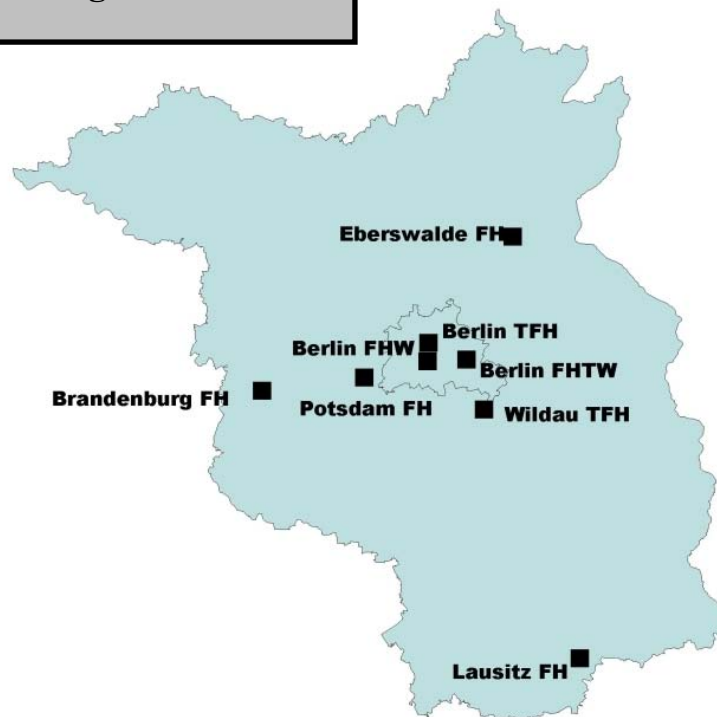 Eberswalde FH
Berlin TFH
Berlin FHW
Berlin FHTW
Brandenburg FH
Potsdam FH
Wildau TFH
Lausitz FH